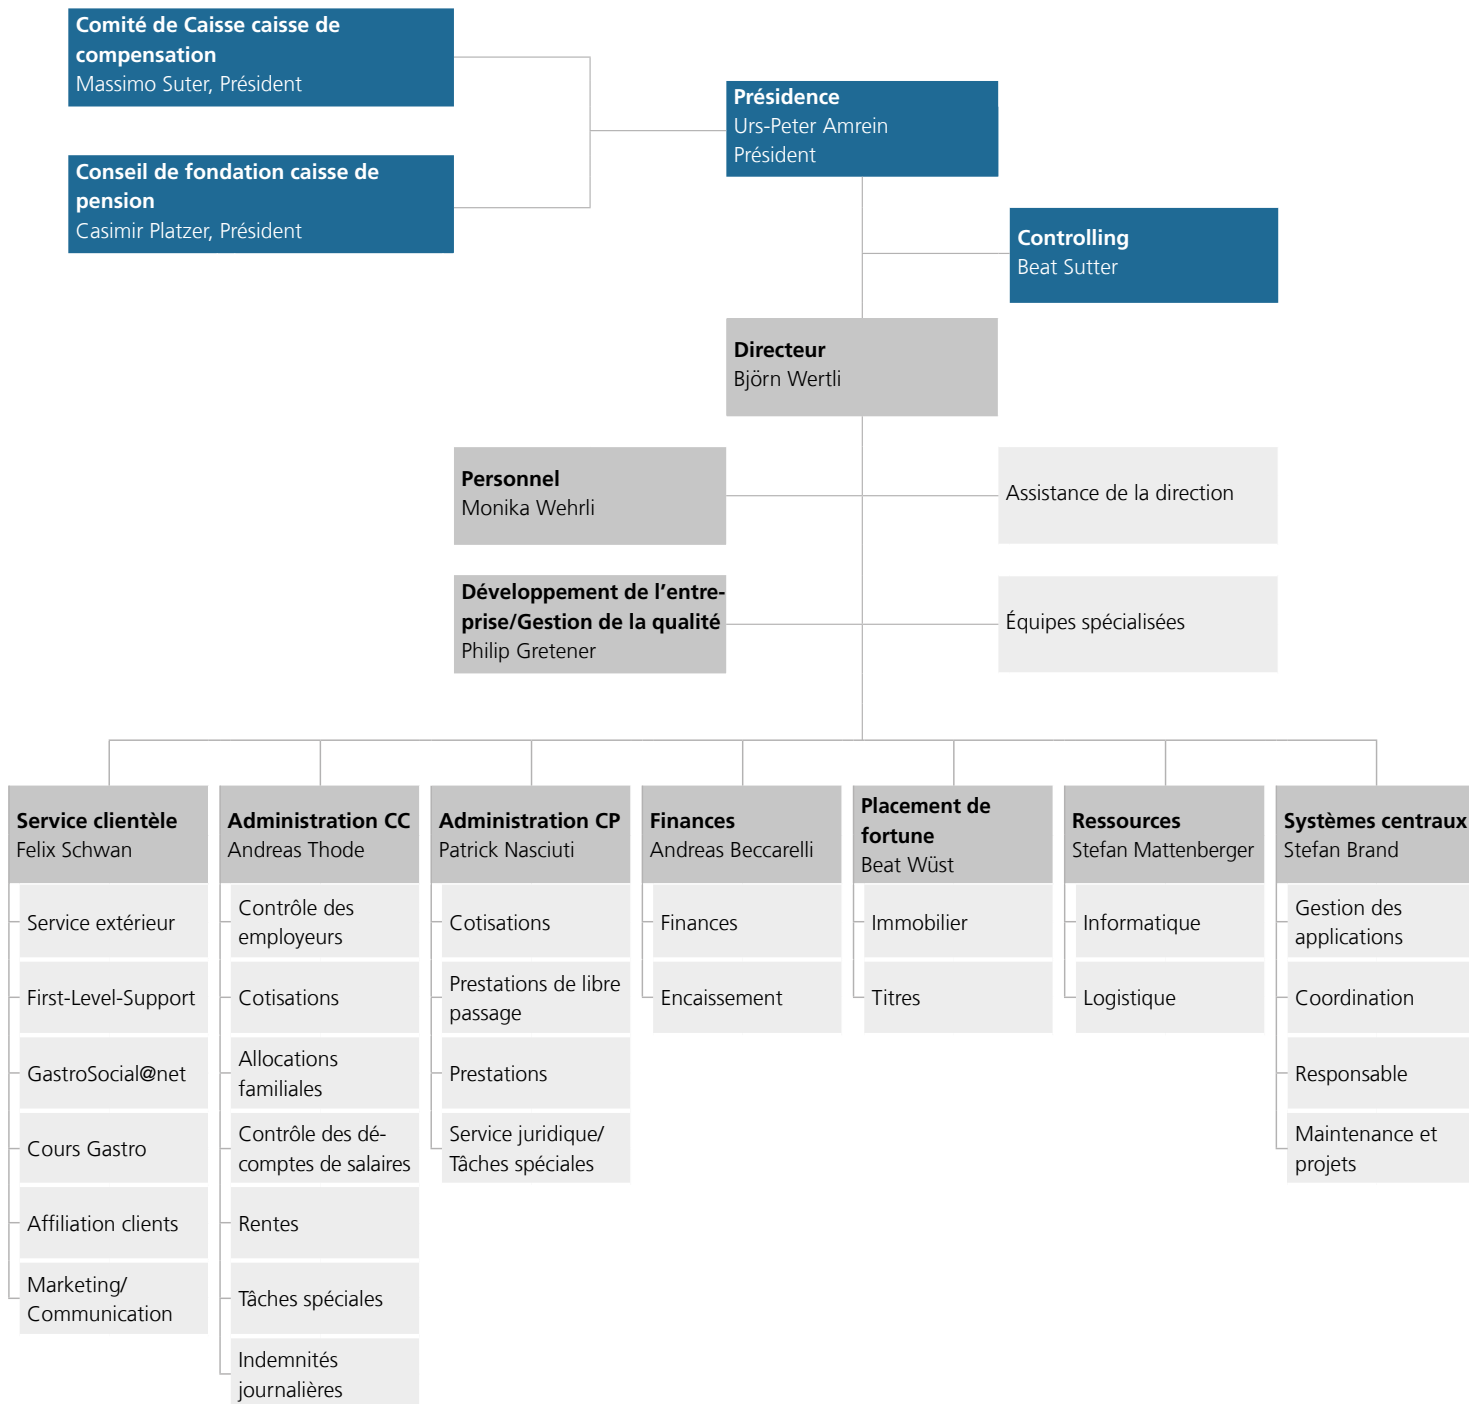 Comité de Caisse caisse de
compensation
Massimo Suter, Président
Conseil de fondation caisse de
pension
Casimir Platzer, Président
Présidence
Urs-Peter Amrein
Président
Controlling
Beat Sutter
Directeur
Björn Wertli
Personnel
Monika Wehrli
Assistance de la direction
Développement de l’entre-
prise/Gestion de la qualité
Philip Gretener
Équipes spécialisées
Service clientèle
Felix Schwan
Service extérieur
First-Level-Support
GastroSocial@net
Cours Gastro
Affiliation clients
Marketing/
Communication
Administration CC
Andreas Thode
Contrôle des
employeurs
Cotisations
Allocations
familiales
Contrôle des dé-
comptes de salaires
Rentes
Tâches spéciales
Indemnités
journalières
Administration CP
Patrick Nasciuti
Cotisations
Prestations de libre
passage
Prestations
Service juridique/
Tâches spéciales
Finances
Andreas Beccarelli
Finances
Encaissement
Placement de
fortune
Beat Wüst
Immobilier
Titres
Ressources
Stefan Mattenberger
Informatique
Logistique
Systèmes centraux
Stefan Brand
Gestion des
applications
Coordination
Responsable
Maintenance et
projets